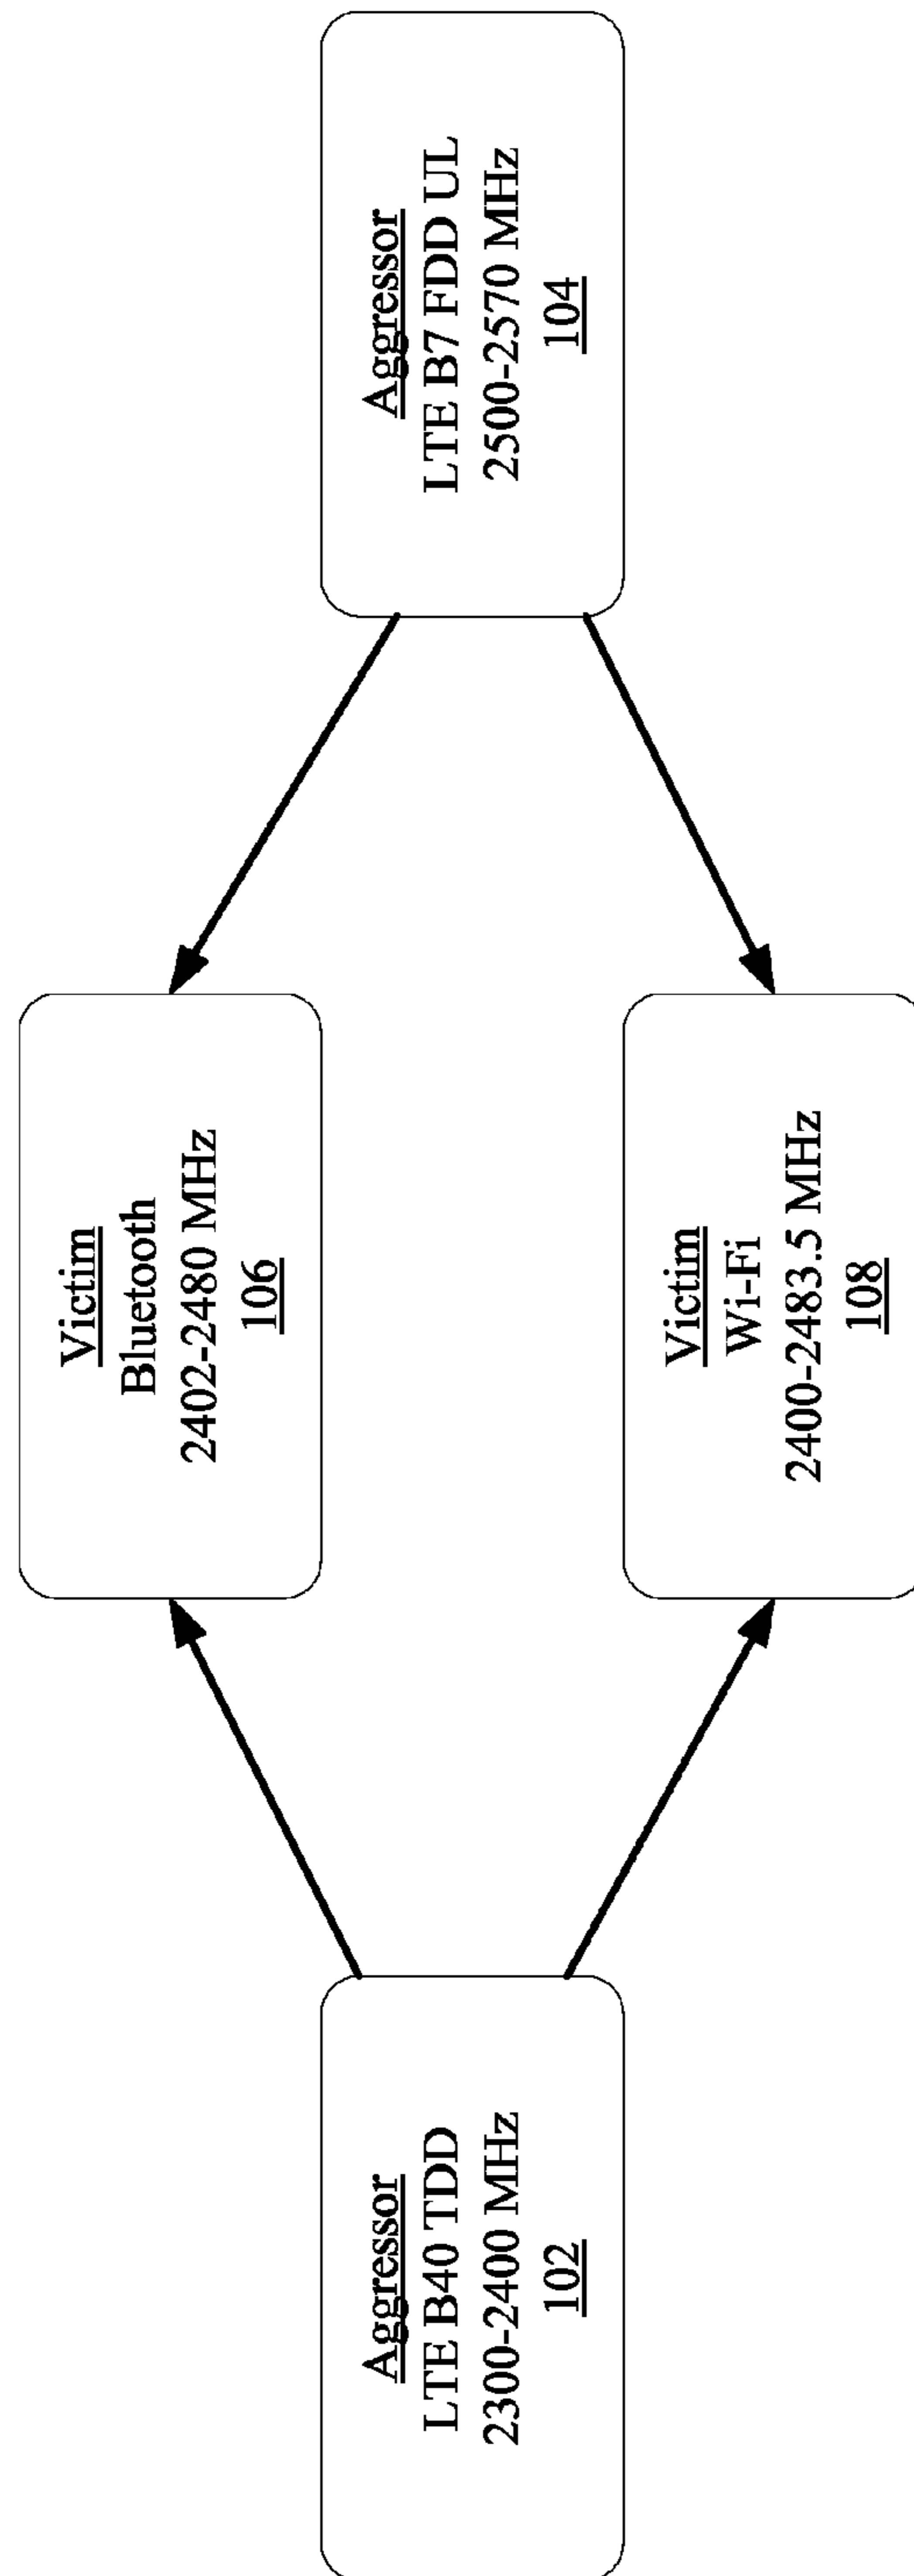 Victim
Bluetooth
2402-2480 MHz
106
Aggressor
LTE B40 TDD
2300-2400 MHz
102
Aggressor
LTE B7 FDD UL
2500-2570 MHz
104
Victim
Wi-Fi
2400-2483.5 MHz
108